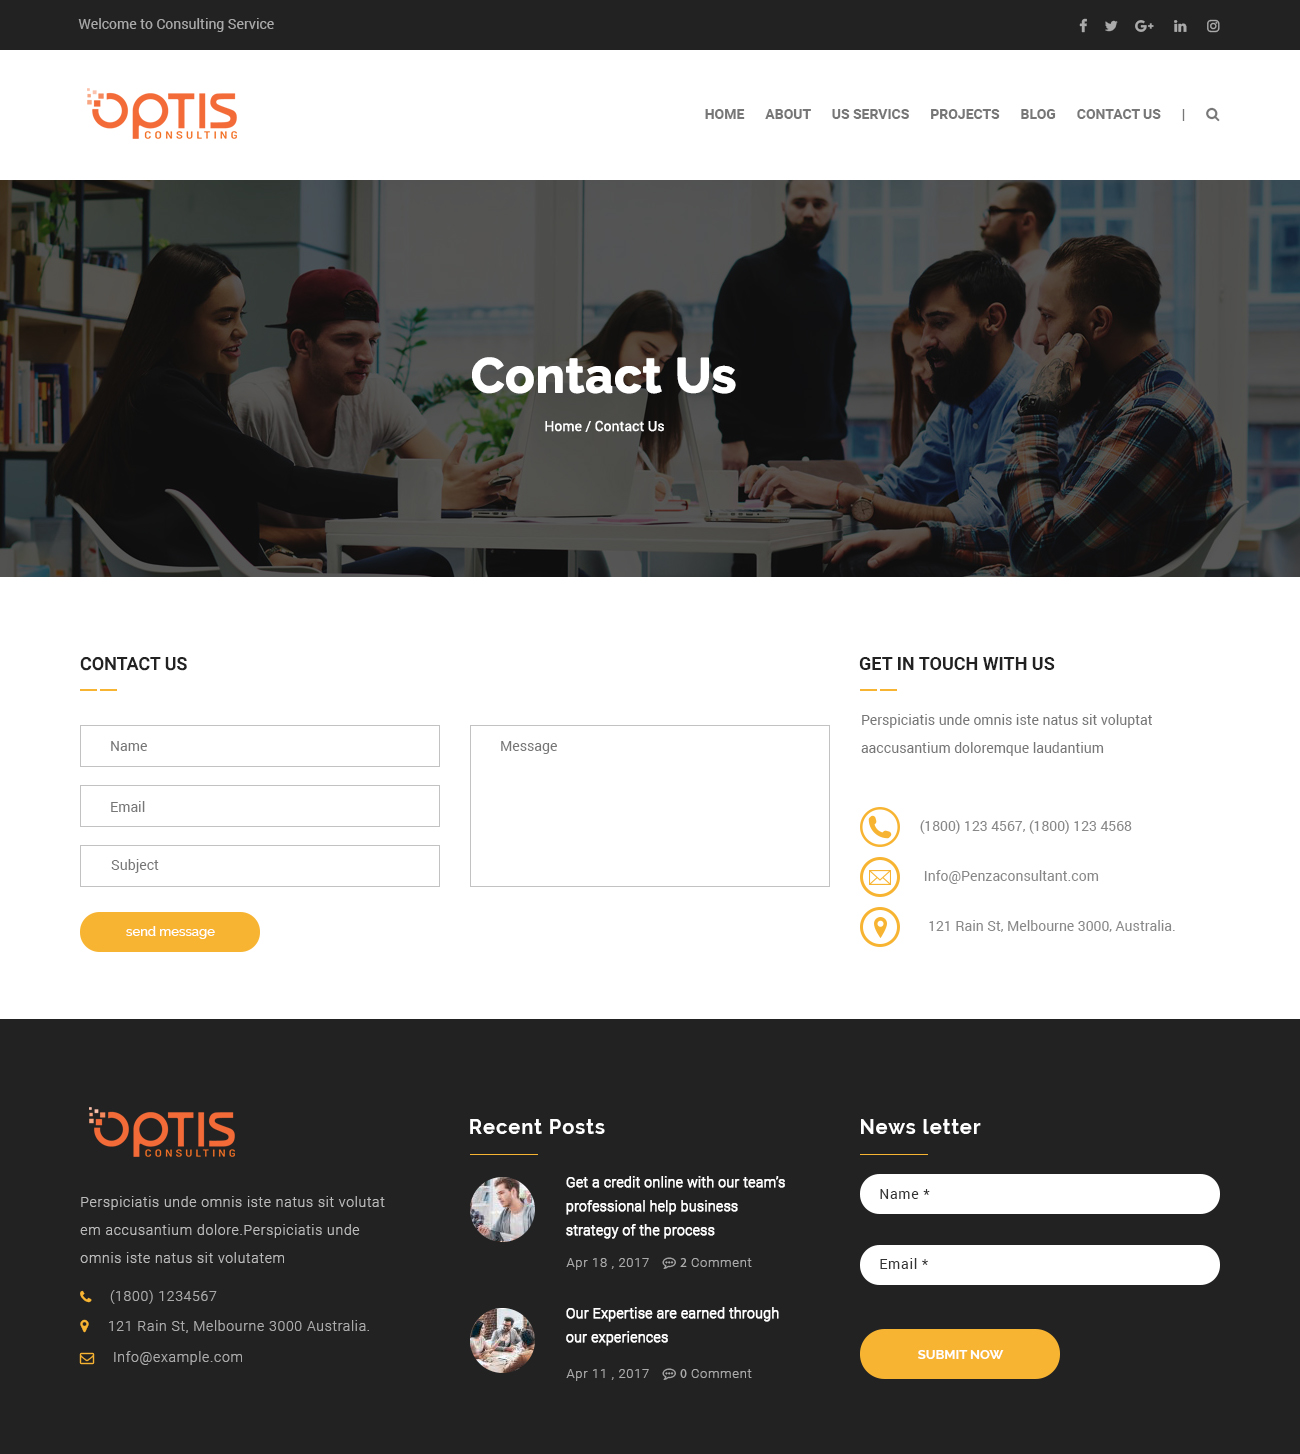 Welcome to Consulting Service
OPTIS
CONSULTING
HOME ABOUT US SERVICS PROJECTS BLOG CONTACT US |
Contact Us
Home / Contact Us
CONTACT US
Name
Email
Subject
Message
send message
GET IN TOUCH WITH US
Perspiciatis unde omnis iste natus sit voluptat
aaccusantium doloremque laudantium
(1800) 123 4567, (1800) 123 4568
Info@Penzaconsultant.com
121 Rain St, Melbourne 3000, Australia.
OPTIS
CONSULTING
Perspiciatis unde omnis iste natus sit volutat
em accusantium dolore.Perspiciatis unde
omnis iste natus sit volutatem
(1800) 1234567
121 Rain St, Melbourne 3000 Australia.
Info@example.com
Recent Posts
Get a credit online with our team's
professional help business
strategy of the process
Apr 18 , 2017 2 Comment
Our Expertise are earned through
our experiences
Apr 11 , 2017 0 Comment
News letter
Name *
Email *
SUBMIT NOW